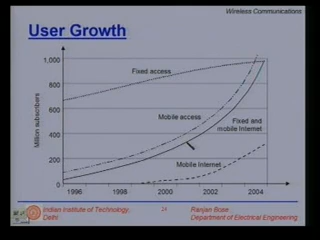 Wireless Communications
User Growth
1,000
800
600
400
200
0
Million subscribers
Fixed access
Mobile access
Fixed and
mobile Internet
Mobile Internet
1996 1998 2000 2002 2004
Indian Institute of Technology,
Delhi
24
Ranjan Bose
Department of Electrical Engineering